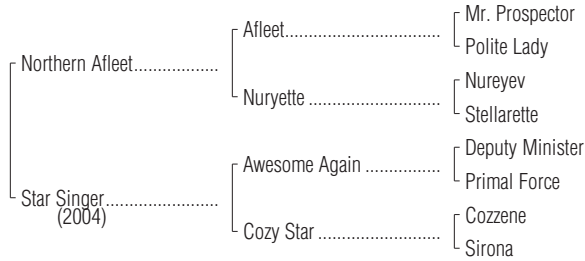 Mr. Prospector
Afleet
Polite Lady
Northern Afleet
Nureyev
Nuryette
Stellarette
Deputy Minister
Awesome Again
Primal Force
Star Singer
(2004)
Cozzene
Cozy Star
Sirona